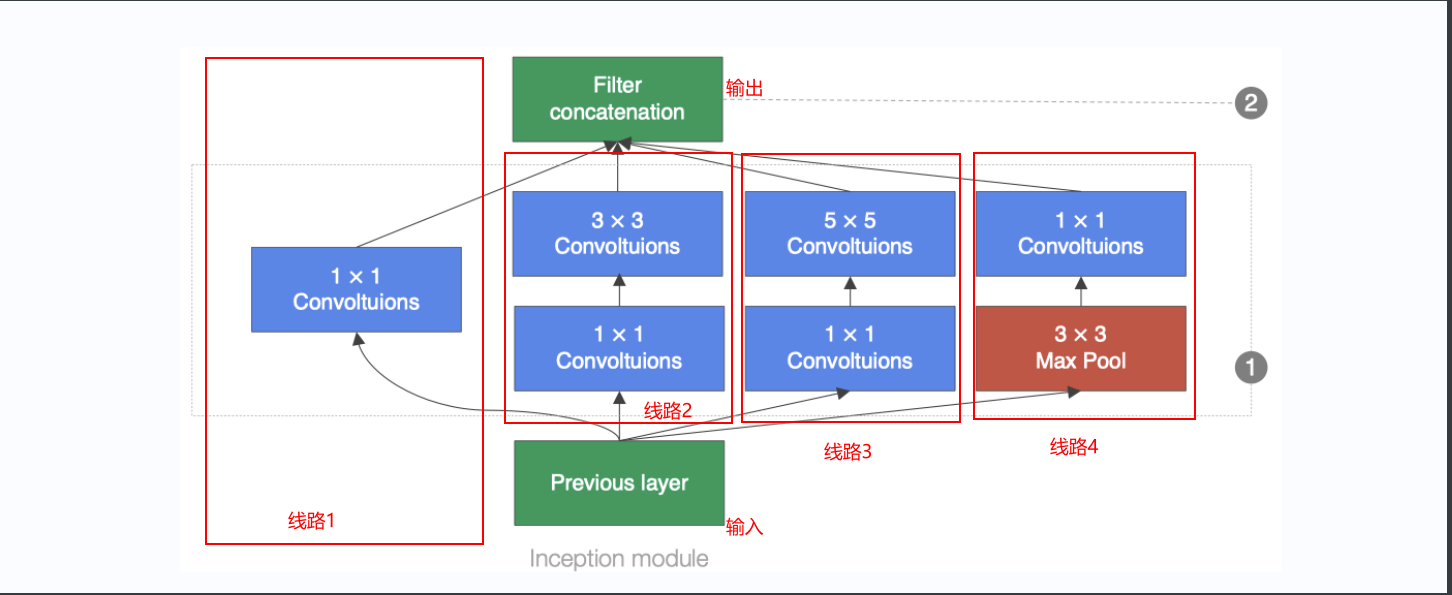 Filter
concatenation
输出
2
3 × 3
Convoltuions
5 × 5
Convoltuions
1 × 1
Convoltuions
1 × 1
Convoltuions
1 × 1
Convoltuions
1 × 1
Convoltuions
3 × 3
Max Pool
1
线路2
线路3
线路4
Previous layer
线路1
输入
Inception module